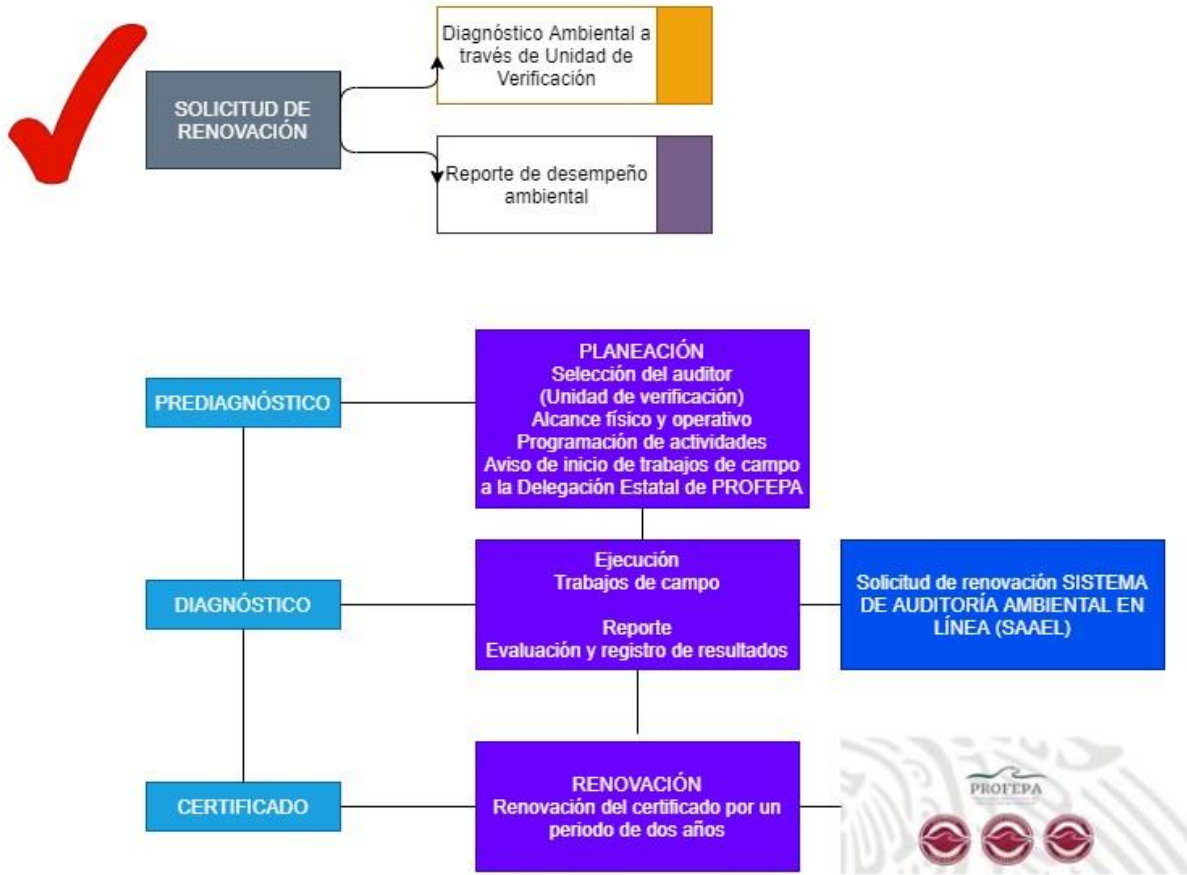 Diagnóstico Ambiental a
través de Unidad de
Verificación
SOLICITUD DE
RENOVACIÓN
Reporte de desempeño
ambiental
PREDIAGNÓSTICO
PLANEACIÓN
Selección del auditor
(Unidad de verificación)
Alcance físico y operativo
Programación de actividades
Aviso de inicio de trabajos de campo
a la Delegación Estatal de PROFEPA
DIAGNÓSTICO
Ejecución
Trabajos de campo
Reporte
Evaluación y registro de resultados
Solicitud de renovación SISTEMA
DE AUDITORÍA AMBIENTAL EN
LÍNEA (SAAEL)
CERTIFICADO
RENOVACIÓN
Renovación del certificado por un
periodo de dos años
PROFEPA